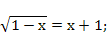 √1−x = x + 1;